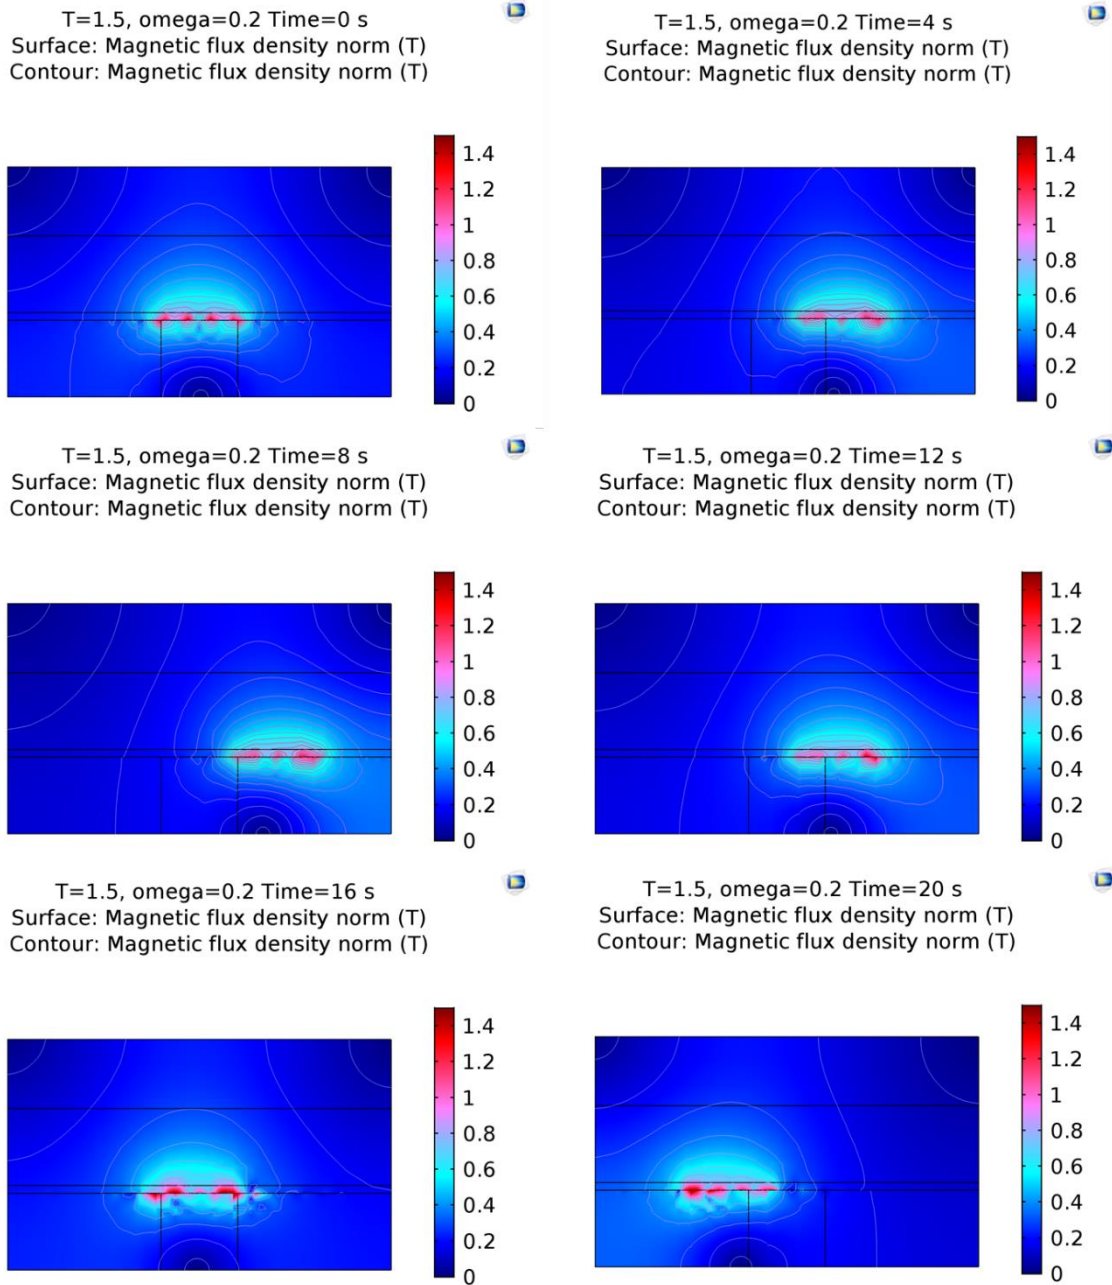 T=1.5, omega=0.2 Time=0 s
Surface: Magnetic flux density norm (T)
Contour: Magnetic flux density norm (T)
1.4
1.2
1
0.8
0.6
0.4
0.2
0
T=1.5, omega=0.2 Time=4 s
Surface: Magnetic flux density norm (T)
Contour: Magnetic flux density norm (T)
1.4
1.2
1
0.8
0.6
0.4
0.2
0
T=1.5, omega=0.2 Time=8 s
Surface: Magnetic flux density norm (T)
Contour: Magnetic flux density norm (T)
1.4
1.2
1
0.8
0.6
0.4
0.2
0
T=1.5, omega=0.2 Time=12 s
Surface: Magnetic flux density norm (T)
Contour: Magnetic flux density norm (T)
1.4
1.2
1
0.8
0.6
0.4
0.2
0
T=1.5, omega=0.2 Time=16 s
Surface: Magnetic flux density norm (T)
Contour: Magnetic flux density norm (T)
1.4
1.2
1
0.8
0.6
0.4
0.2
0
T=1.5, omega=0.2 Time=20 s
Surface: Magnetic flux density norm (T)
Contour: Magnetic flux density norm (T)
1.4
1.2
1
0.8
0.6
0.4
0.2
0